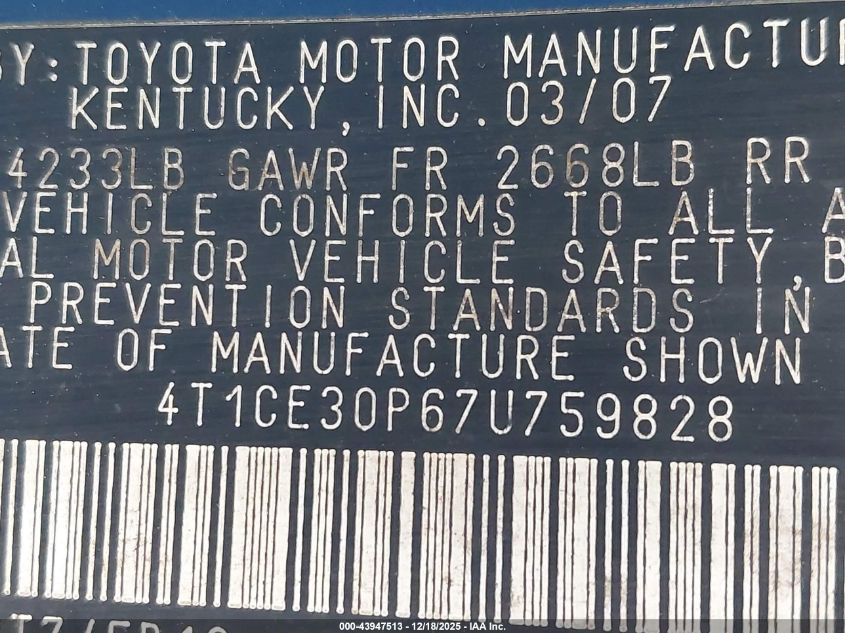 BY: TOYOTA MOTOR MANUFACTUR
KENTUCKY, INC. 03/07
4233LB GAWR FR 2668LB RR
VEHICLE CONFORMS TO ALL A
AL MOTOR VEHICLE SAFETY, B
PREVENTION STANDARDS IN
ATE OF MANUFACTURE SHOWN
4T1CE30P67U759828
000-43947513 - 12/18/2025 - IAA Inc.